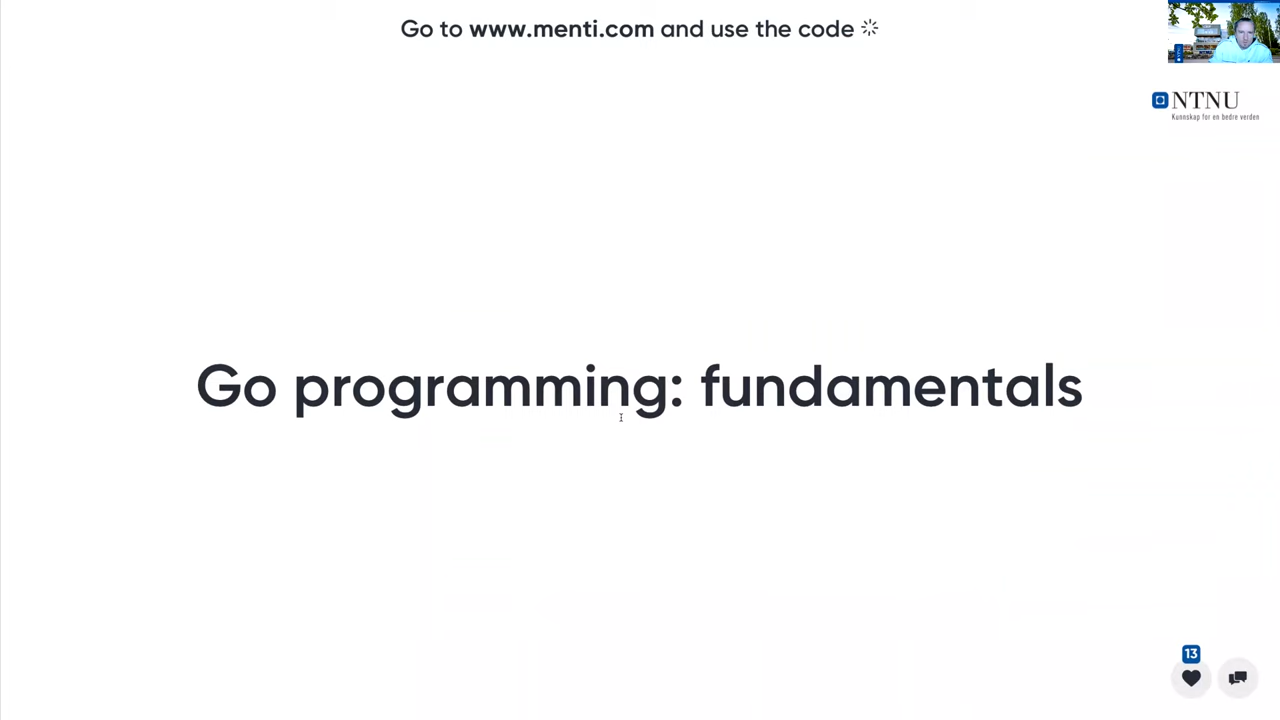 Go to www.menti.com and use the code
NTNU
Kunnskap for en bedre verden
Go programming: fundamentals
13